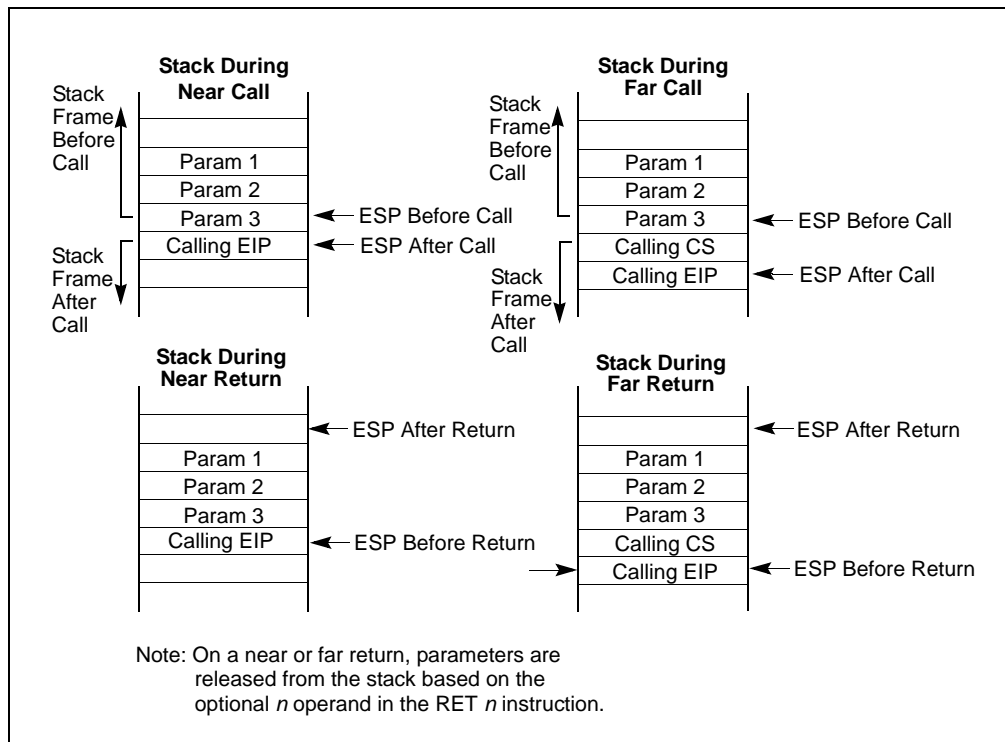 Stack During
Near Call
Stack
Frame
Before
Call
Param 1
Param 2
Param 3
Calling EIP
ESP Before Call
ESP After Call
Stack
Frame
After
Call
Stack During
Far Call
Stack
Frame
Before
Call
Param 1
Param 2
Param 3
Calling CS
Calling EIP
ESP Before Call
ESP After Call
Stack
Frame
After
Call
Stack During
Near Return
ESP After Return
Param 1
Param 2
Param 3
Calling EIP
ESP Before Return
Stack During
Far Return
ESP After Return
Param 1
Param 2
Param 3
Calling CS
Calling EIP
ESP Before Return
Note: On a near or far return, parameters are
released from the stack based on the
optional n operand in the RET n instruction.